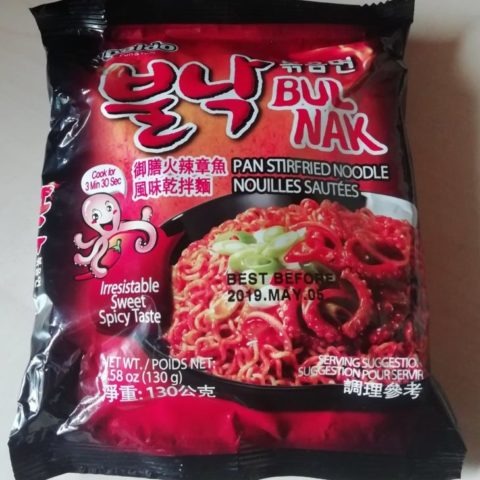 Paldo
FUN & YUM
불낙
볶음면
BUL
NAK
御膳火辣章魚
風味乾拌麵
PAN STIRFRIED NOODLE
NOUILLES SAUTÉES
Cook for
3 Min 30 Sec
Irresistable
Sweet
Spicy Taste
BEST BEFORE
2019.MAY.05
NET WT. / POIDS NET:
.58 oz (130 g)
淨重: 130公克
SERVING SUGGESTION
SUGGESTION POUR SERVIR
調理參考